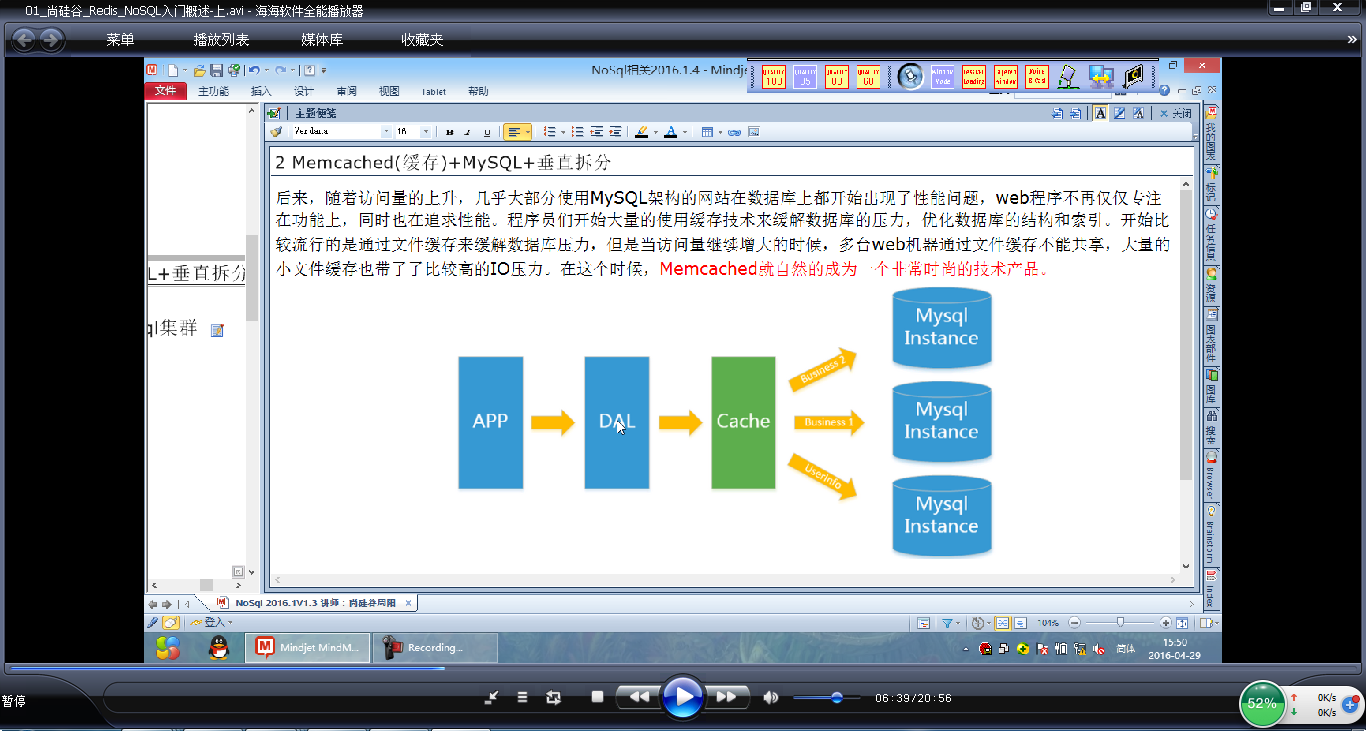 01_尚硅谷_Redis_NoSQL入门概述-上.avi - 海海软件全能播放器
菜单
播放列表
媒体库
收藏夹
NoSql相关2016.1.4 - Mindje
文件
主功能
插入
设计
审阅
视图
Tablet
帮助
主题便笺
关闭
Verdana
16
2 Memcached(缓存)+MySQL+垂直拆分
后来，随着访问量的上升，几乎大部分使用MySQL架构的网站在数据库上都开始出现了性能问题，web程序不再仅仅专注
在功能上，同时也在追求性能。程序员们开始大量的使用缓存技术来缓解数据库的压力，优化数据库的结构和索引。开始比
较流行的是通过文件缓存来缓解数据库压力，但是当访问量继续增大的时候，多台web机器通过文件缓存不能共享，大量的
小文件缓存也带了了比较高的IO压力。在这个时候，Memcached就自然的成为一个非常时尚的技术产品。
L+垂直拆分
ql集群
APP
DAL
Cache
Business 2
Business 1
Userinfo
Mysql
Instance
Mysql
Instance
Mysql
Instance
我的图表
标记
任务信息
资源
图表部件
图库
搜索
Browser
Brainstorm
Index
NoSql 2016.1V1.3 讲师：尚硅谷周阳
登入
104%
Mindjet MindM...
Recording...
简体
15:50
2016-04-29
暂停
06:39/20:56
52%
0K/s
0K/s